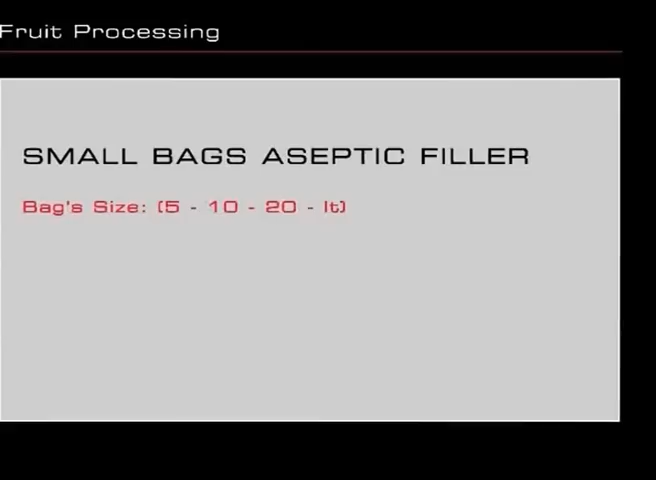 Fruit Processing
SMALL BAGS ASEPTIC FILLER
Bag's Size: (5 - 10 - 20 - lt)